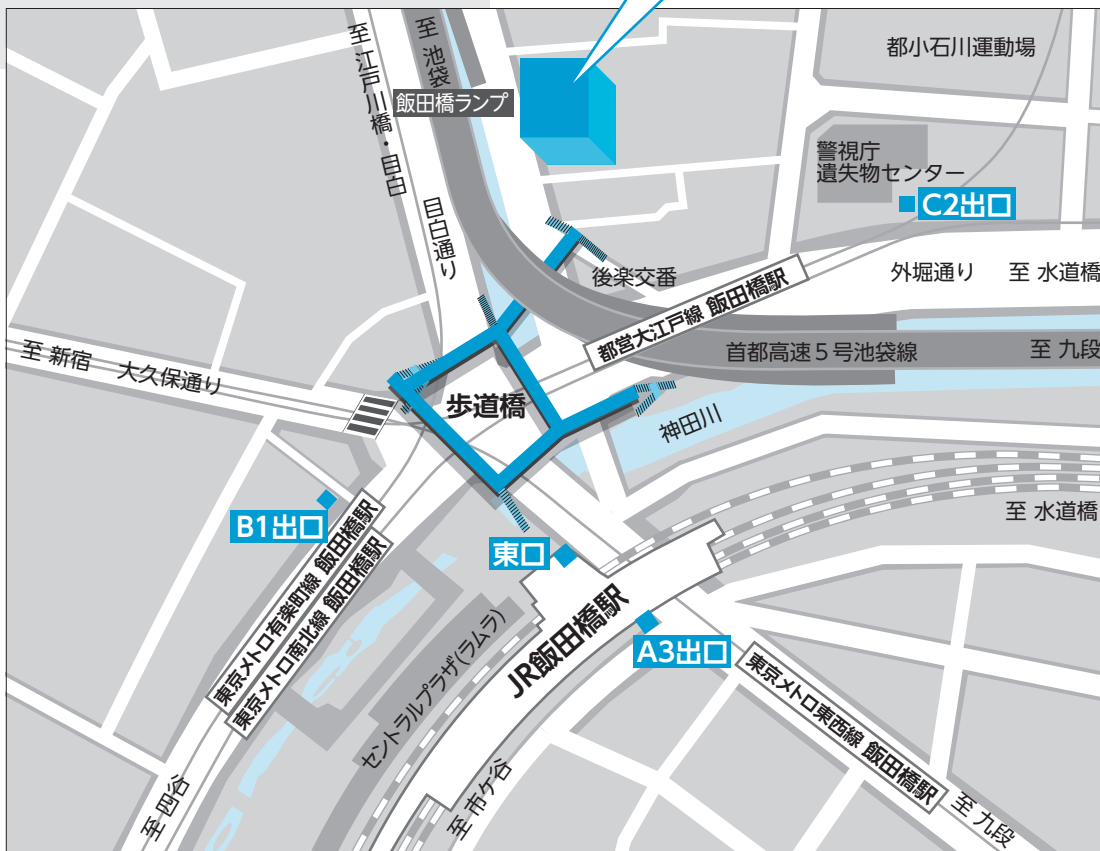 至 江戸川橋・目白
至 池袋
飯田橋ランプ
都小石川運動場
警視庁
遺失物センター
C2出口
目白通り
後楽交番
外堀通り
至 水道橋
都営大江戸線 飯田橋駅
首都高速5号池袋線
至 九段
至 新宿
大久保通り
歩道橋
神田川
B1出口
東口
至 水道橋
東京メトロ有楽町線 飯田橋駅
東京メトロ南北線 飯田橋駅
セントラルプラザ(ラムラ)
JR飯田橋駅
A3出口
東京メトロ東西線 飯田橋駅
至 四谷
至 市ケ谷
至 九段